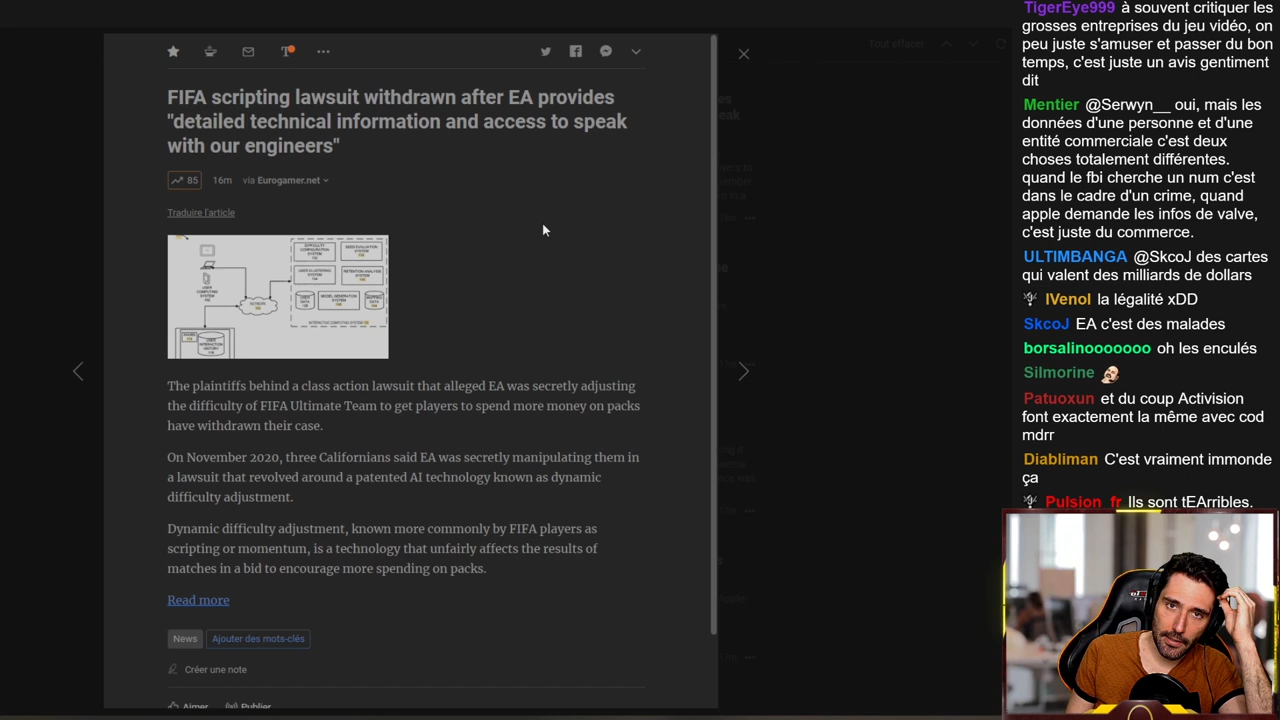 FIFA scripting lawsuit withdrawn after EA provides
"detailed technical information and access to speak
with our engineers"
85 16m via Eurogamer.net
Traduire l'article
The plaintiffs behind a class action lawsuit that alleged EA was secretly adjusting
the difficulty of FIFA Ultimate Team to get players to spend more money on packs
have withdrawn their case.
On November 2020, three Californians said EA was secretly manipulating them in
a lawsuit that revolved around a patented AI technology known as dynamic
difficulty adjustment.
Dynamic difficulty adjustment, known more commonly by FIFA players as
scripting or momentum, is a technology that unfairly affects the results of
matches in a bid to encourage more spending on packs.
Read more
News Ajouter des mots-clés
Créer une note
Aimer Publier
Tout effacer
TigerEye999 à souvent critiquer les
grosses entreprises du jeu vidéo, on
peu juste s'amuser et passer du bon
temps, c'est juste un avis gentiment
dit
Mentier @Serwyn__ oui, mais les
données d'une personne et d'une
entité commerciale c'est deux
choses totalement différentes.
quand le fbi cherche un num c'est
dans le cadre d'un crime, quand
apple demande les infos de valve,
c'est juste du commerce.
ULTIMBANGA @SkcoJ des cartes
qui valent des milliards de dollars
IVenol la légalité xDD
SkcoJ EA c'est des malades
borsalinooooooo oh les enculés
Silmorine
Patuoxun et du coup Activision
font exactement la même avec cod
mdrr
Diabliman C'est vraiment immonde
ça
Pulsion_fr Ils sont tEArribles.